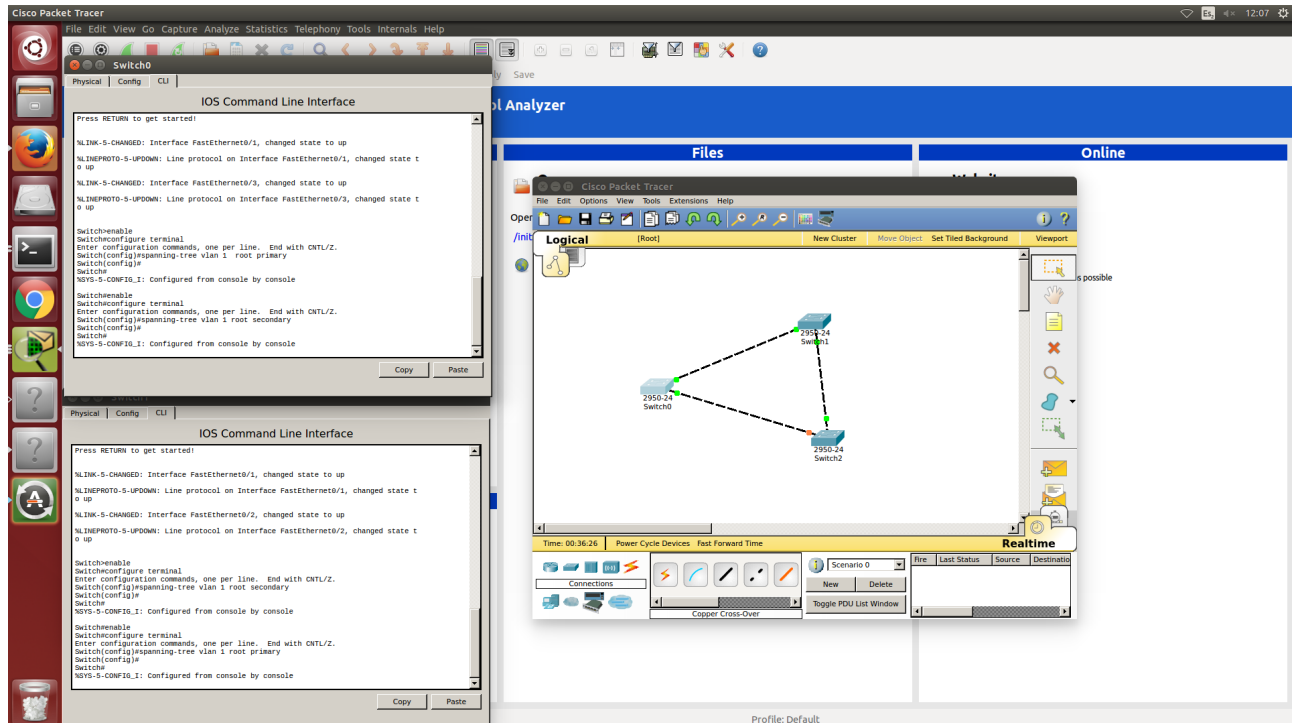 Cisco Packet Tracer
Es
12:07
File Edit View Go Capture Analyze Statistics Telephony Tools Internals Help
Save
Switch0
Physical Config CLI
IOS Command Line Interface
Press RETURN to get started!
%LINK-5-CHANGED: Interface FastEthernet0/1, changed state to up
%LINEPROTO-5-UPDOWN: Line protocol on Interface FastEthernet0/1, changed state t
o up
%LINK-5-CHANGED: Interface FastEthernet0/3, changed state to up
%LINEPROTO-5-UPDOWN: Line protocol on Interface FastEthernet0/3, changed state t
o up
Switch>enable
Switch#configure terminal
Enter configuration commands, one per line.  End with CNTL/Z.
Switch(config)#spanning-tree vlan 1  root primary
Switch(config)#
Switch#
%SYS-5-CONFIG_I: Configured from console by console
Switch#enable
Switch#configure terminal
Enter configuration commands, one per line.  End with CNTL/Z.
Switch(config)#spanning-tree vlan 1 root secondary
Switch(config)#
Switch#
%SYS-5-CONFIG_I: Configured from console by console
Copy Paste
Physical Config CLI
IOS Command Line Interface
Press RETURN to get started!
%LINK-5-CHANGED: Interface FastEthernet0/1, changed state to up
%LINEPROTO-5-UPDOWN: Line protocol on Interface FastEthernet0/1, changed state t
o up
%LINK-5-CHANGED: Interface FastEthernet0/2, changed state to up
%LINEPROTO-5-UPDOWN: Line protocol on Interface FastEthernet0/2, changed state t
o up
Switch>enable
Switch#configure terminal
Enter configuration commands, one per line.  End with CNTL/Z.
Switch(config)#spanning-tree vlan 1 root secondary
Switch(config)#
Switch#
%SYS-5-CONFIG_I: Configured from console by console
Switch#enable
Switch#configure terminal
Enter configuration commands, one per line.  End with CNTL/Z.
Switch(config)#spanning-tree vlan 1 root primary
Switch(config)#
Switch#
%SYS-5-CONFIG_I: Configured from console by console
Copy Paste
ol Analyzer
Files
Online
Oper
/init
s possible
Cisco Packet Tracer
File Edit Options View Tools Extensions Help
Logical [Root] New Cluster Move Object Set Tiled Background Viewport
2950-24
Switch1
2950-24
Switch0
2950-24
Switch2
Time: 00:36:26 Power Cycle Devices Fast Forward Time
Realtime
Connections
Copper Cross-Over
Scenario 0
New Delete
Toggle PDU List Window
Fire Last Status Source Destinatio
Profile: Default